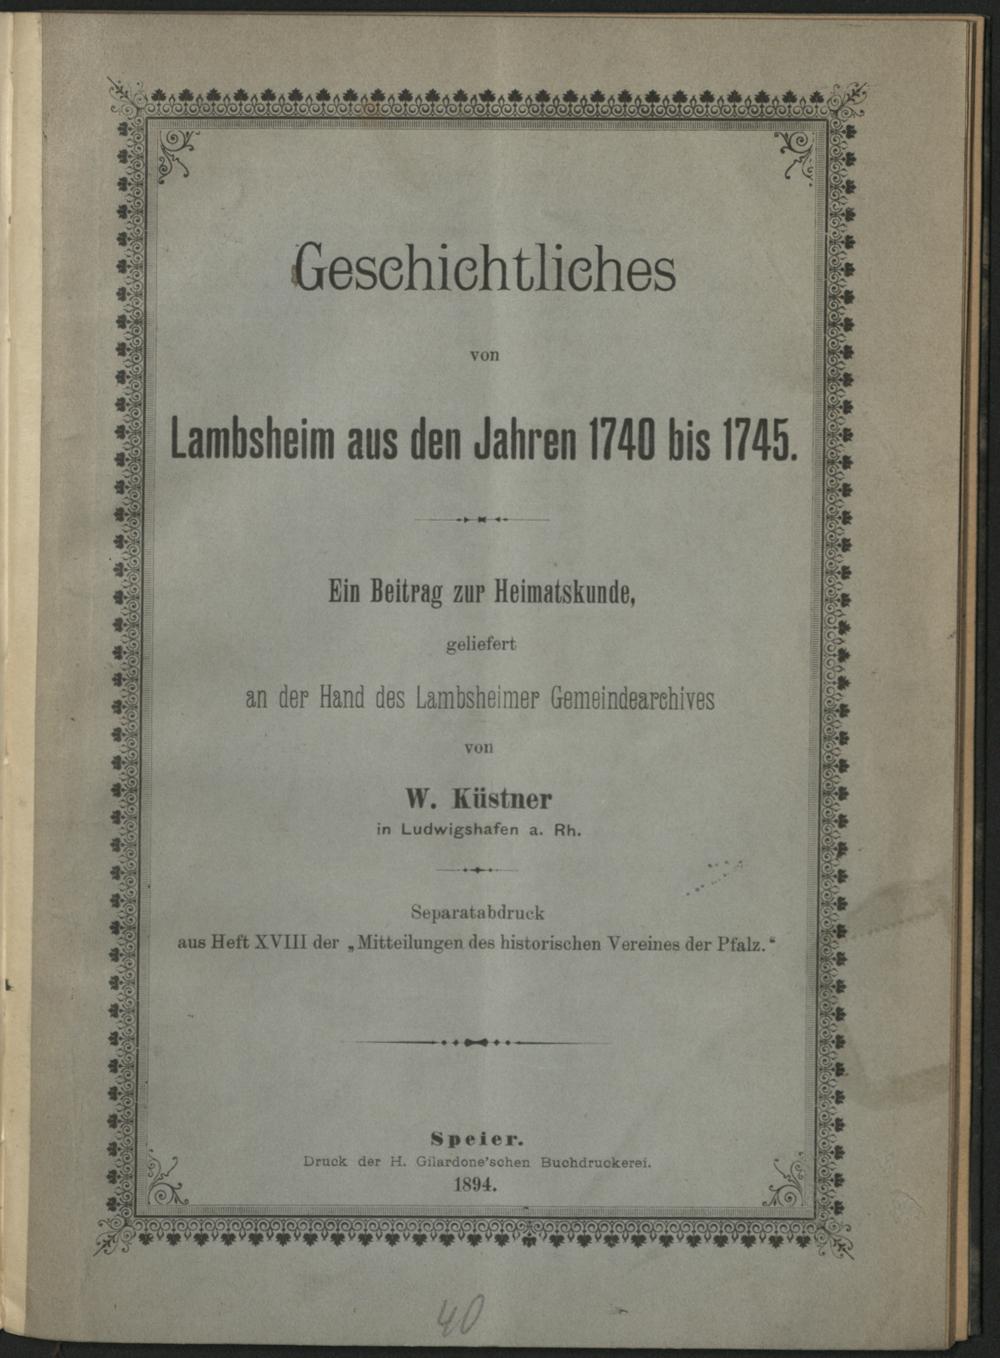 Geschichtliches
von
Lambsheim aus den Jahren 1740 bis 1745.
Ein Beitrag zur Heimatskunde,
geliefert
an der Hand des Lambsheimer Gemeindearchives
von
W. Küstner
in Ludwigshafen a. Rh.
Separatabdruck
aus Heft XVIII der „Mitteilungen des historischen Vereines der Pfalz.“
Speier.
Druck der H. Gilardone'schen Buchdruckerei.
1894.
40